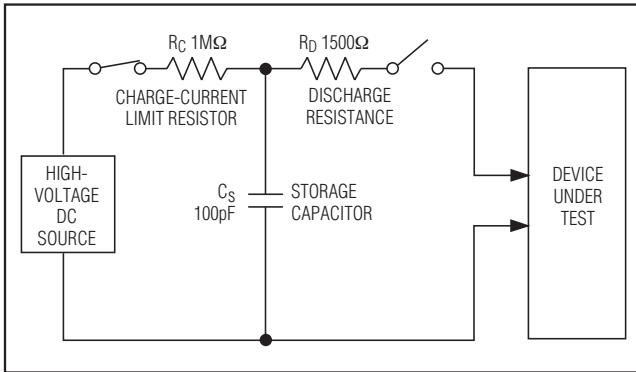 RC 1MΩ
CHARGE-CURRENT
LIMIT RESISTOR
RD 1500Ω
DISCHARGE
RESISTANCE
HIGH-
VOLTAGE
DC
SOURCE
CS
100pF
STORAGE
CAPACITOR
DEVICE
UNDER
TEST